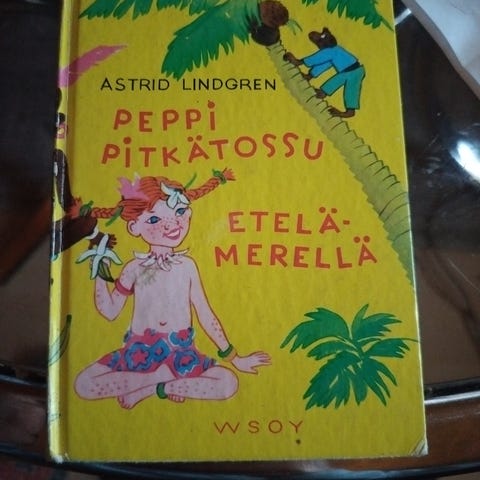 ASTRID LINDGREN
PEPPI
PITKÄTOSSU
ETELÄ-
MERELLÄ
WSOY